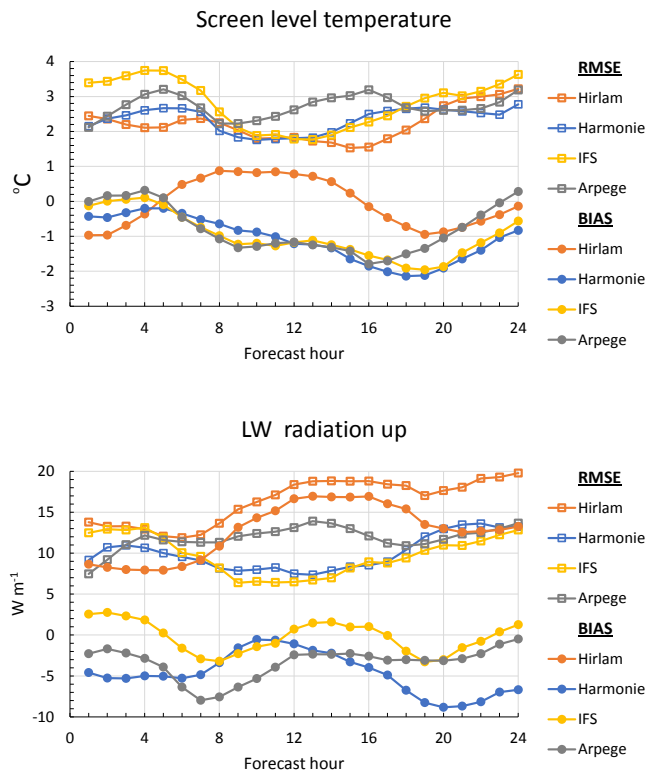 Screen level temperature
4
3
2
1
0
-1
-2
-3
°C
0 4 8 12 16 20 24
Forecast hour
RMSE
Hirlam
Harmonie
IFS
Arpege
BIAS
Hirlam
Harmonie
IFS
Arpege
LW radiation up
20
15
10
5
0
-5
-10
W m⁻¹
0 4 8 12 16 20 24
Forecast hour
RMSE
Hirlam
Harmonie
IFS
Arpege
BIAS
Hirlam
Harmonie
IFS
Arpege